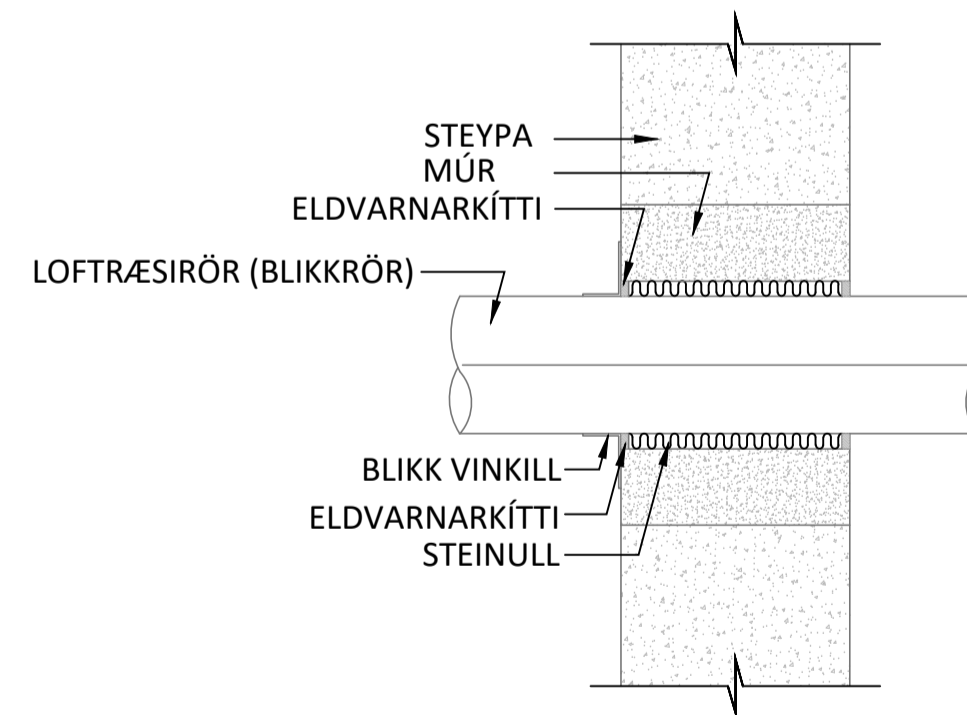 STEYPA
MÚR
ELDVARNARKÍTTI
LOFTRÆSIRÖR (BLIKKRÖR)
BLIKK VINKILL
ELDVARNARKÍTTI
STEINULL